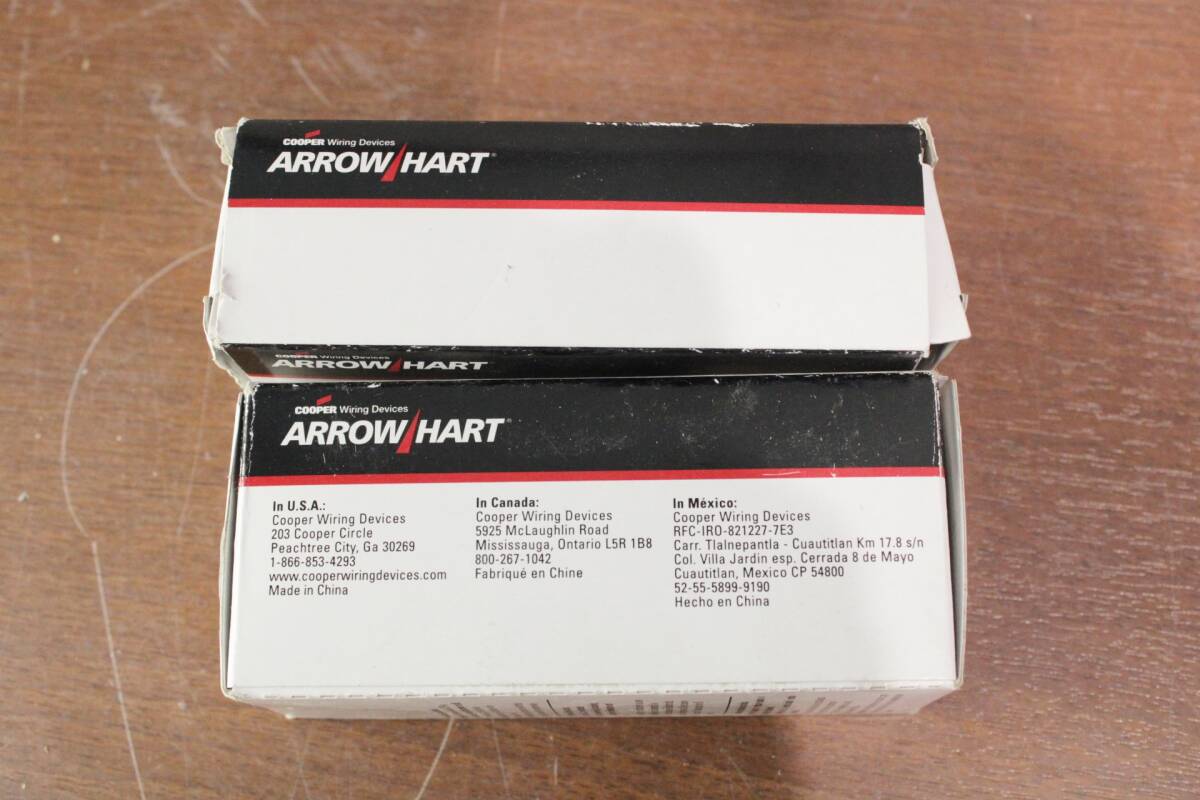 COOPER Wiring Devices
ARROW HART®
COOPER Wiring Devices
ARROW HART
COOPER Wiring Devices
ARROW HART®
In U.S.A.:
Cooper Wiring Devices
203 Cooper Circle
Peachtree City, Ga 30269
1-866-853-4293
www.cooperwiringdevices.com
Made in China
In Canada:
Cooper Wiring Devices
5925 McLaughlin Road
Mississauga, Ontario L5R 1B8
800-267-1042
Fabriqué en Chine
In México:
Cooper Wiring Devices
RFC-IRO-821227-7E3
Carr. Tlalnepantla - Cuautitlan Km 17.8 s/n
Col. Villa Jardin esp. Cerrada 8 de Mayo
Cuautitlan, Mexico CP 54800
52-55-5899-9190
Hecho en China